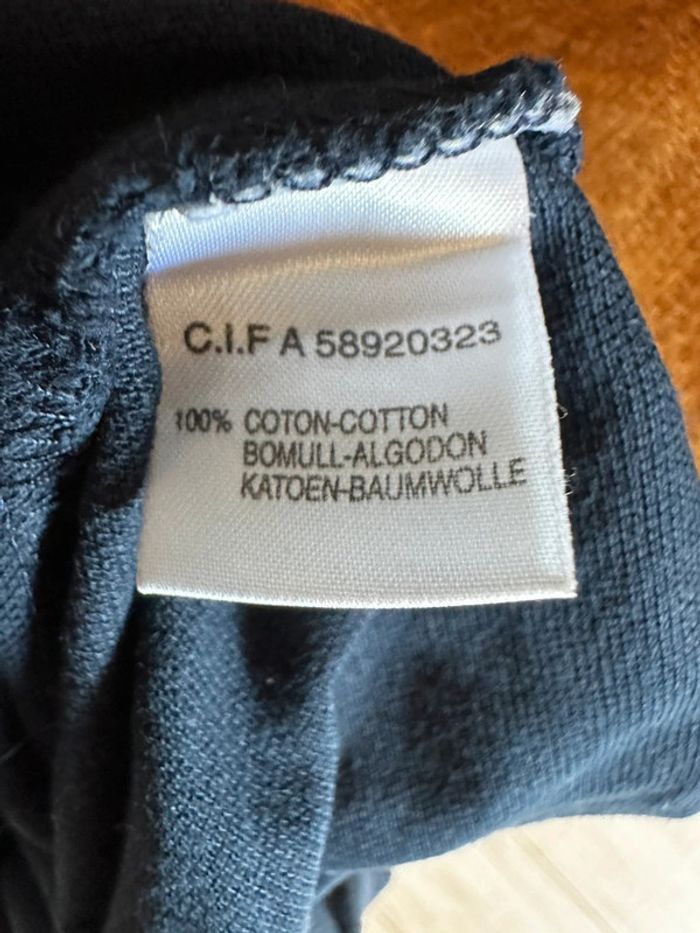 C.I.F A 58920323
100% COTON-COTTON
BOMULL-ALGODON
KATOEN-BAUMWOLLE